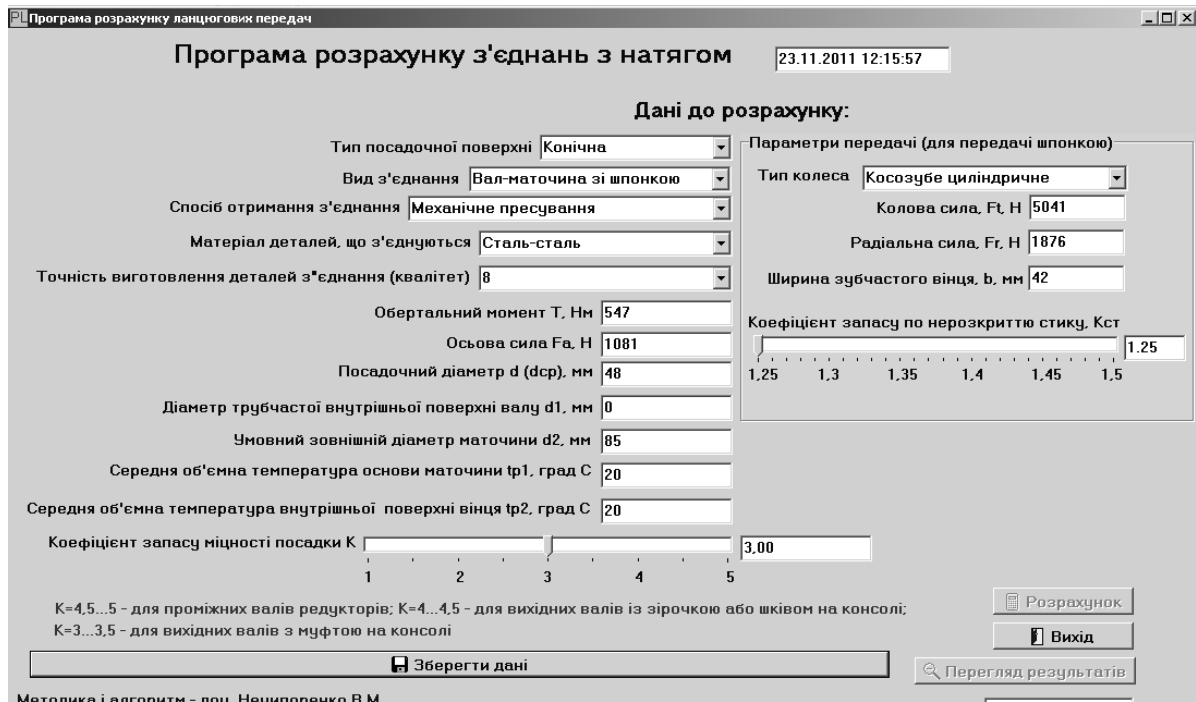 PL Програма розрахунку ланцюгових передач
Програма розрахунку з'єднань з натягом
23.11.2011 12:15:57
Дані до розрахунку:
Тип посадочної поверхні Конічна
Вид з'єднання Вал-маточина зі шпонкою
Спосіб отримання з'єднання Механічне пресування
Матеріал деталей, що з'єднуються Сталь-сталь
Точність виготовлення деталей з"єднання (квалітет) 8
Обертальний момент Т, Нм 547
Осьова сила Fa, Н 1081
Посадочний діаметр d (dср), мм 48
Діаметр трубчастої внутрішньої поверхні валу d1, мм 0
Умовний зовнішній діаметр маточини d2, мм 85
Середня об'ємна температура основи маточини tp1, град С 20
Середня об'ємна температура внутрішньої поверхні вінця tp2, град С 20
Коефіцієнт запасу міцності посадки К 3,00
1 2 3 4 5
К=4,5...5 - для проміжних валів редукторів; К=4...4,5 - для вихідних валів із зірочкою або шківом на консолі;
К=3...3,5 - для вихідних валів з муфтою на консолі
Зберегти дані
Параметри передачі (для передачі шпонкою)
Тип колеса Косозубе циліндричне
Колова сила, Ft, Н 5041
Радіальна сила, Fr, Н 1876
Ширина зубчастого вінця, b, мм 42
Коефіцієнт запасу по нерозкриттю стику, Кст
1.25
1,25 1,3 1,35 1,4 1,45 1,5
Розрахунок
Вихід
Перегляд результатів
Методика і алгоритм - доц. Нечипоренко В.М.